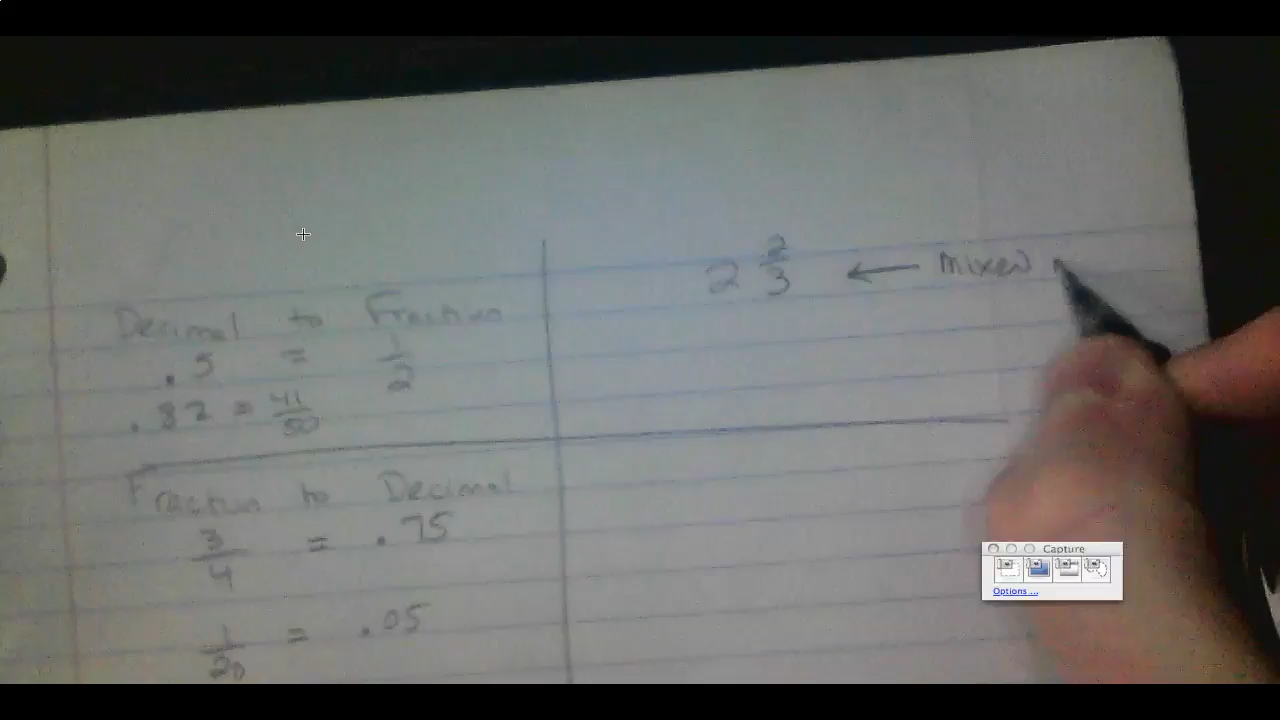 Decimal to Fraction
.5 = 1/2
.82 = 41/50
Fraction to Decimal
3/4 = .75
1/20 = .05
2 2/3 ← Mixed
Capture
Options ...